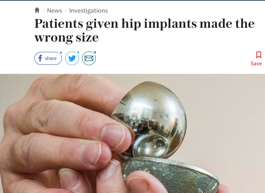 News
Investigations
Patients given hip implants made the
wrong size
share
Save